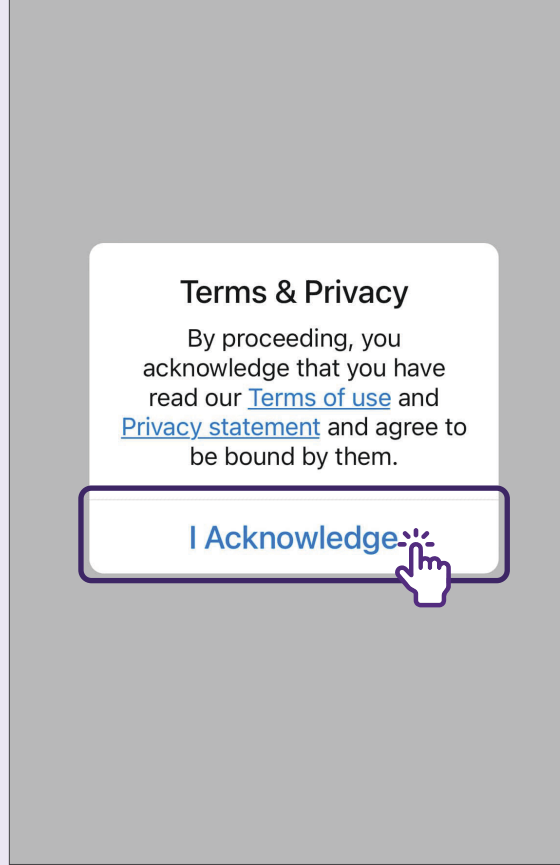 Terms & Privacy
By proceeding, you
acknowledge that you have
read our Terms of use and
Privacy statement and agree to
be bound by them.
I Acknowledge